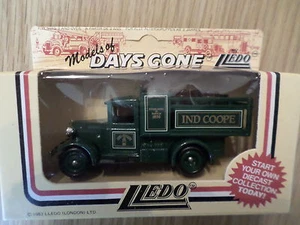 Models of
DAYS GONE
LLEDO
IND COOPE
START
YOUR OWN
DIECAST
COLLECTION
TODAY!
LLEDO
© 1983 LLEDO (LONDON) LTD